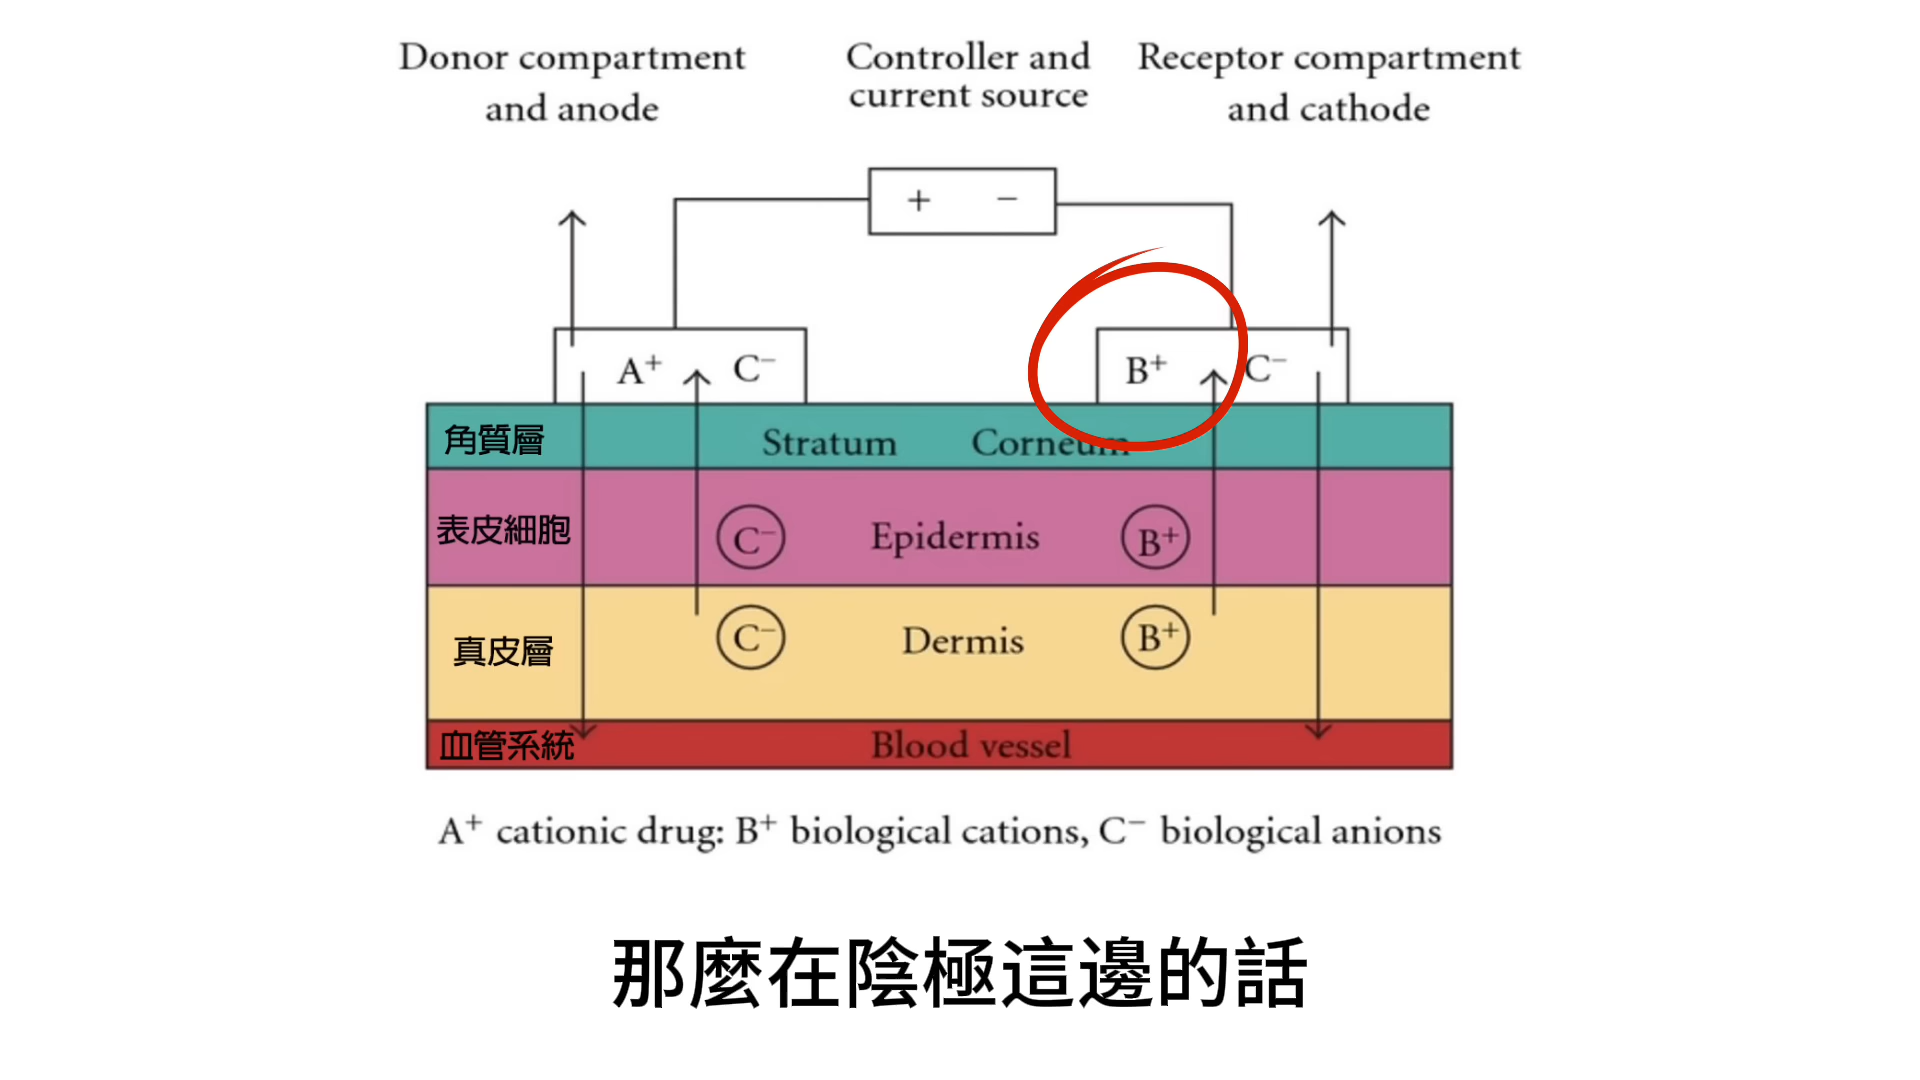 Donor compartment
and anode
Controller and
current source
Receptor compartment
and cathode
+ −
A⁺ C⁻
B⁺ C⁻
角質層 Stratum Corneum
表皮細胞 C⁻ Epidermis B⁺
真皮層 C⁻ Dermis B⁺
血管系統 Blood vessel
A⁺ cationic drug: B⁺ biological cations, C⁻ biological anions
那麼在陰極這邊的話